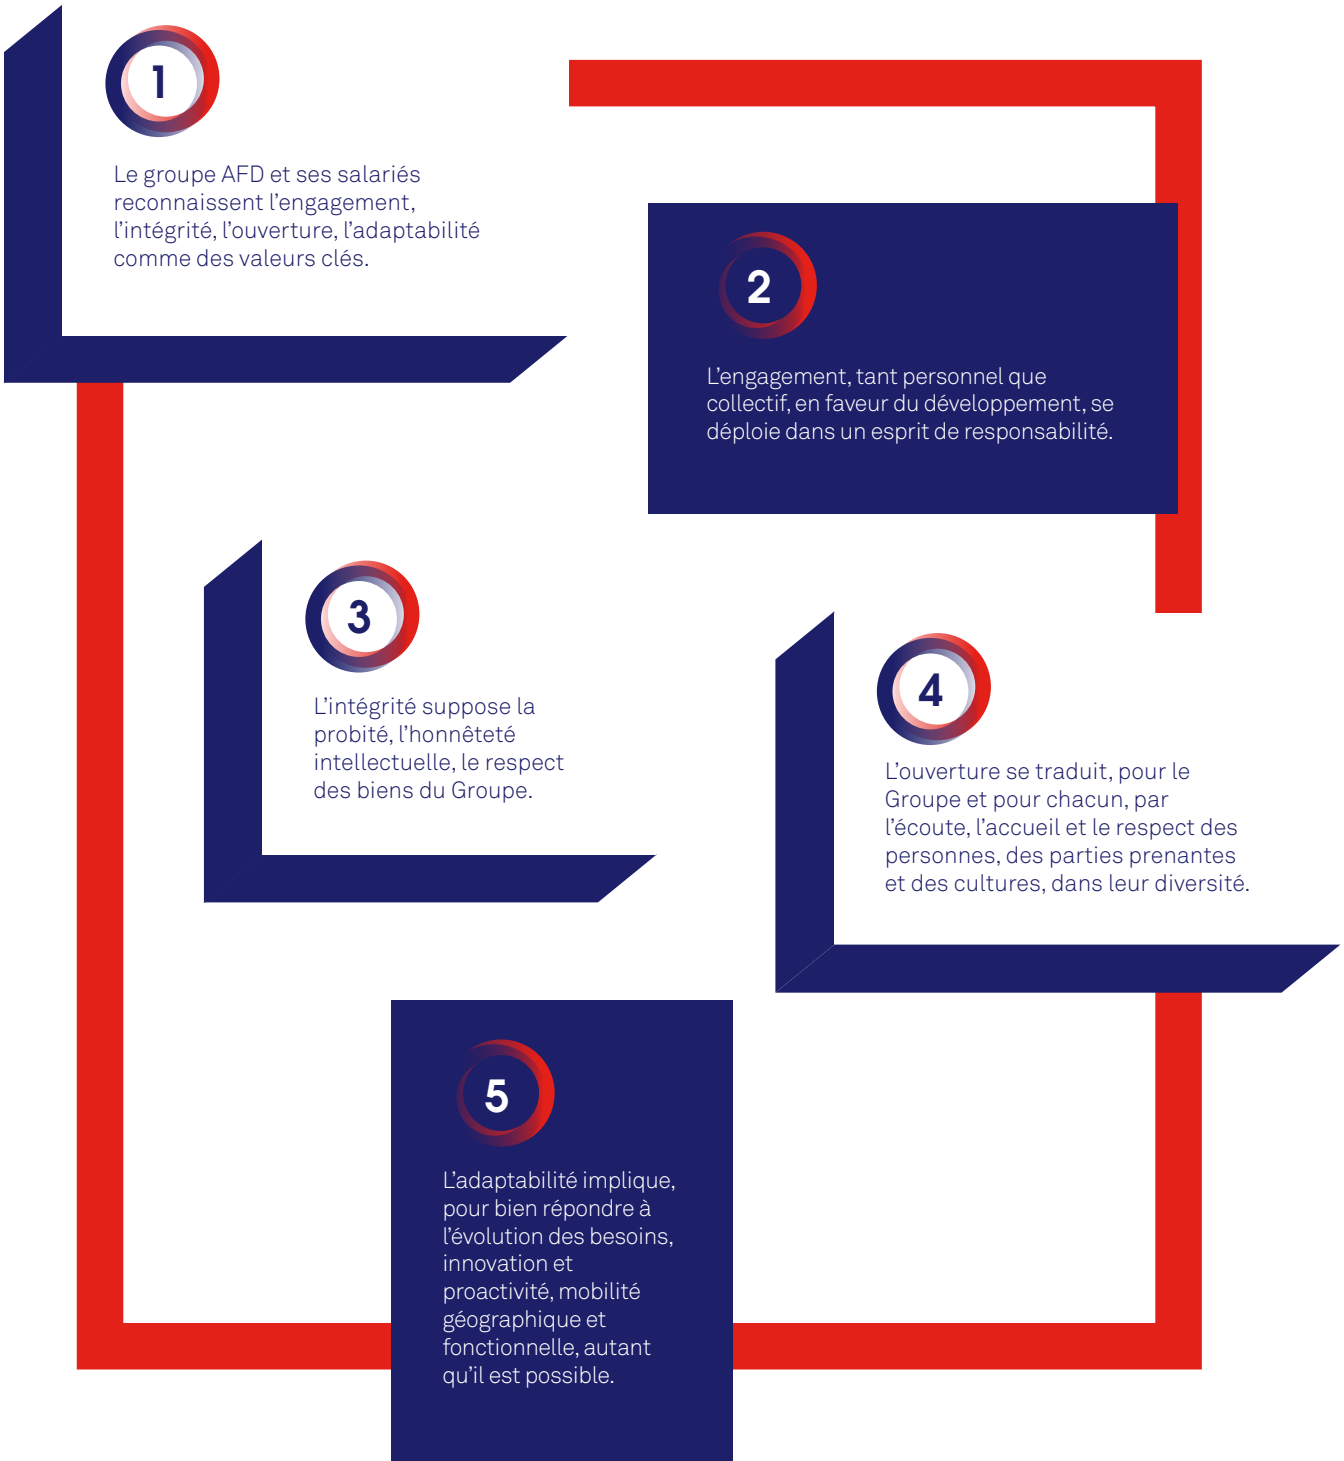 1
Le groupe AFD et ses salariés
reconnaissent l’engagement,
l’intégrité, l’ouverture, l’adaptabilité
comme des valeurs clés.
2
L’engagement, tant personnel que
collectif, en faveur du développement, se
déploie dans un esprit de responsabilité.
3
L’intégrité suppose la
probité, l’honnêteté
intellectuelle, le respect
des biens du Groupe.
4
L’ouverture se traduit, pour le
Groupe et pour chacun, par
l’écoute, l’accueil et le respect des
personnes, des parties prenantes
et des cultures, dans leur diversité.
5
L’adaptabilité implique,
pour bien répondre à
l’évolution des besoins,
innovation et
proactivité, mobilité
géographique et
fonctionnelle, autant
qu’il est possible.